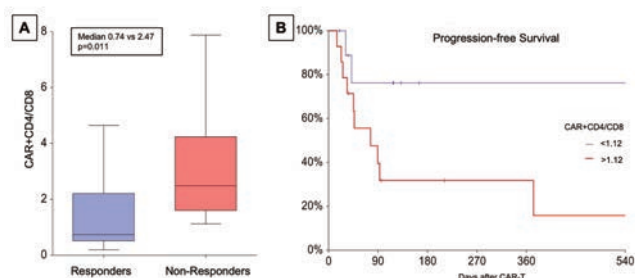 A
Median 0.74 vs 2.47
p=0.011
8
6
4
2
0
CAR+CD4/CD8
Responders
Non-Responders
B
Progression-free Survival
100%
80%
60%
40%
20%
0%
CAR+CD4/CD8
<1.12
>1.12
0
90
180
270
360
450
540
Days after CAR-T